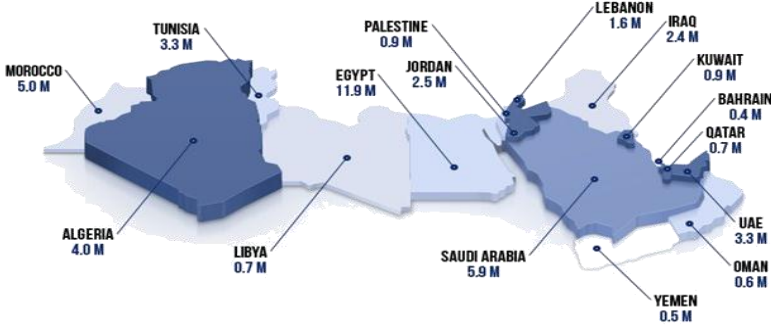 LEBANON
1.6 M
PALESTINE
0.9 M
IRAQ
2.4 M
TUNISIA
3.3 M
KUWAIT
0.9 M
JORDAN
2.5 M
MOROCCO
5.0 M
EGYPT
11.9 M
BAHRAIN
0.4 M
QATAR
0.7 M
ALGERIA
4.0 M
LIBYA
0.7 M
SAUDI ARABIA
5.9 M
UAE
3.3 M
OMAN
0.6 M
YEMEN
0.5 M